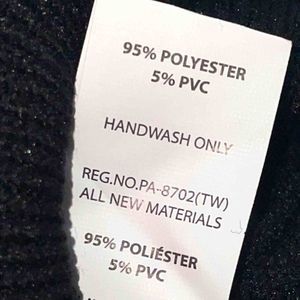 95% POLYESTER
5% PVC
HANDWASH ONLY
REG.NO.PA-8702(TW)
ALL NEW MATERIALS
95% POLiÉSTER
5% PVC